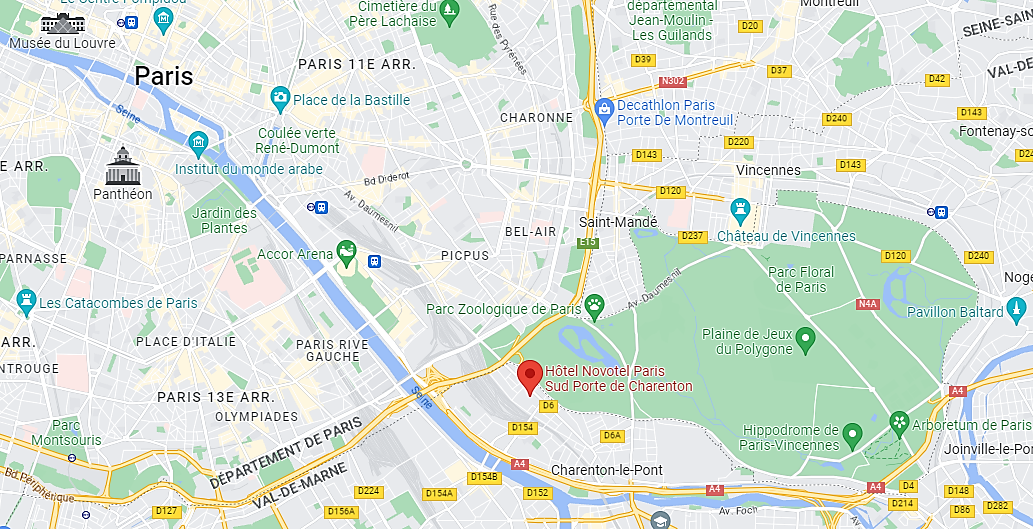 Le Centre Pompidou
Musée du Louvre
Paris
Cimetière du
Père Lachaise
Rue des Pyrénées
départemental
Jean-Moulin -
Les Guilands
Montreuil
D20
SEINE-SAIN
VAL-DE-
PARIS 11E ARR.
D39
D37
N302
D42
Seine
Place de la Bastille
CHARONNE
Decathlon Paris
Porte De Montreuil
D143
D240
Fontenay-so
Coulée verte
René-Dumont
D220
D143
D143
D24
E ARR.
Institut du monde arabe
Panthéon
Bd Diderot
Vincennes
D120
Av. Daumesnil
Jardin des
Plantes
Saint-Mandé
BEL-AIR
D237
Château de Vincennes
E15
PARNASSE
Accor Arena
PICPUS
D120
D240
Av. Daumesnil
Parc Floral
de Paris
Noge
Les Catacombes de Paris
Parc Zoologique de Paris
N4A
Pavillon Baltard
ARR.
PLACE D'ITALIE
PARIS RIVE
GAUCHE
Plaine de Jeux
du Polygone
NTROUGE
Hôtel Novotel Paris
Sud Porte de Charenton
PARIS 13E ARR.
Seine
D6
A4
OLYMPIADES
Parc
Montsouris
DÉPARTEMENT DE PARIS
VAL-DE-MARNE
D154
D6A
Hippodrome de
Paris-Vincennes
Arboretum de Paris
Joinville-le-Po
A4
Charenton-le-Pont
Bd Périphérique
D154B
D224
D154A
D152
A4
A4
D4
D148
D127
D156A
Av. Foch
D214
D86
D282